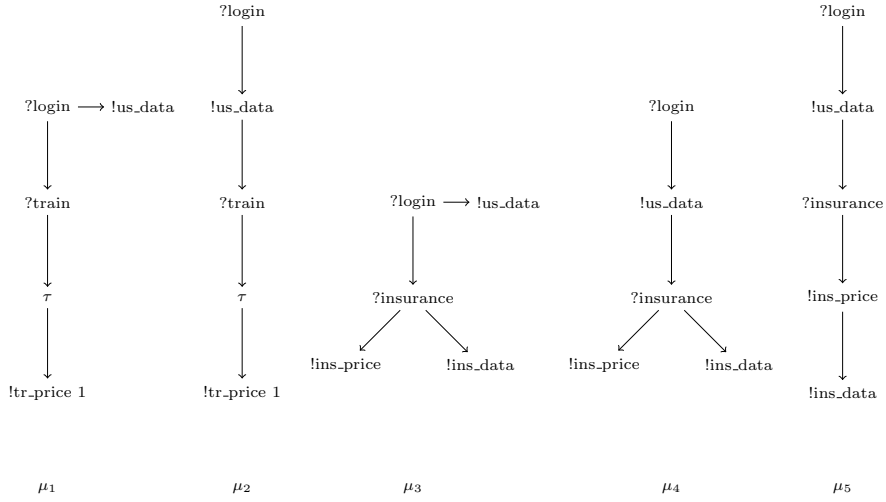 ?login ?login
?login !us_data !us_data ?login !us_data
?train ?train ?login !us_data !us_data ?insurance
τ τ ?insurance ?insurance !ins_price
!ins_price !ins_data !ins_price !ins_data
!tr_price 1 !tr_price 1 !ins_data
μ1 μ2 μ3 μ4 μ5